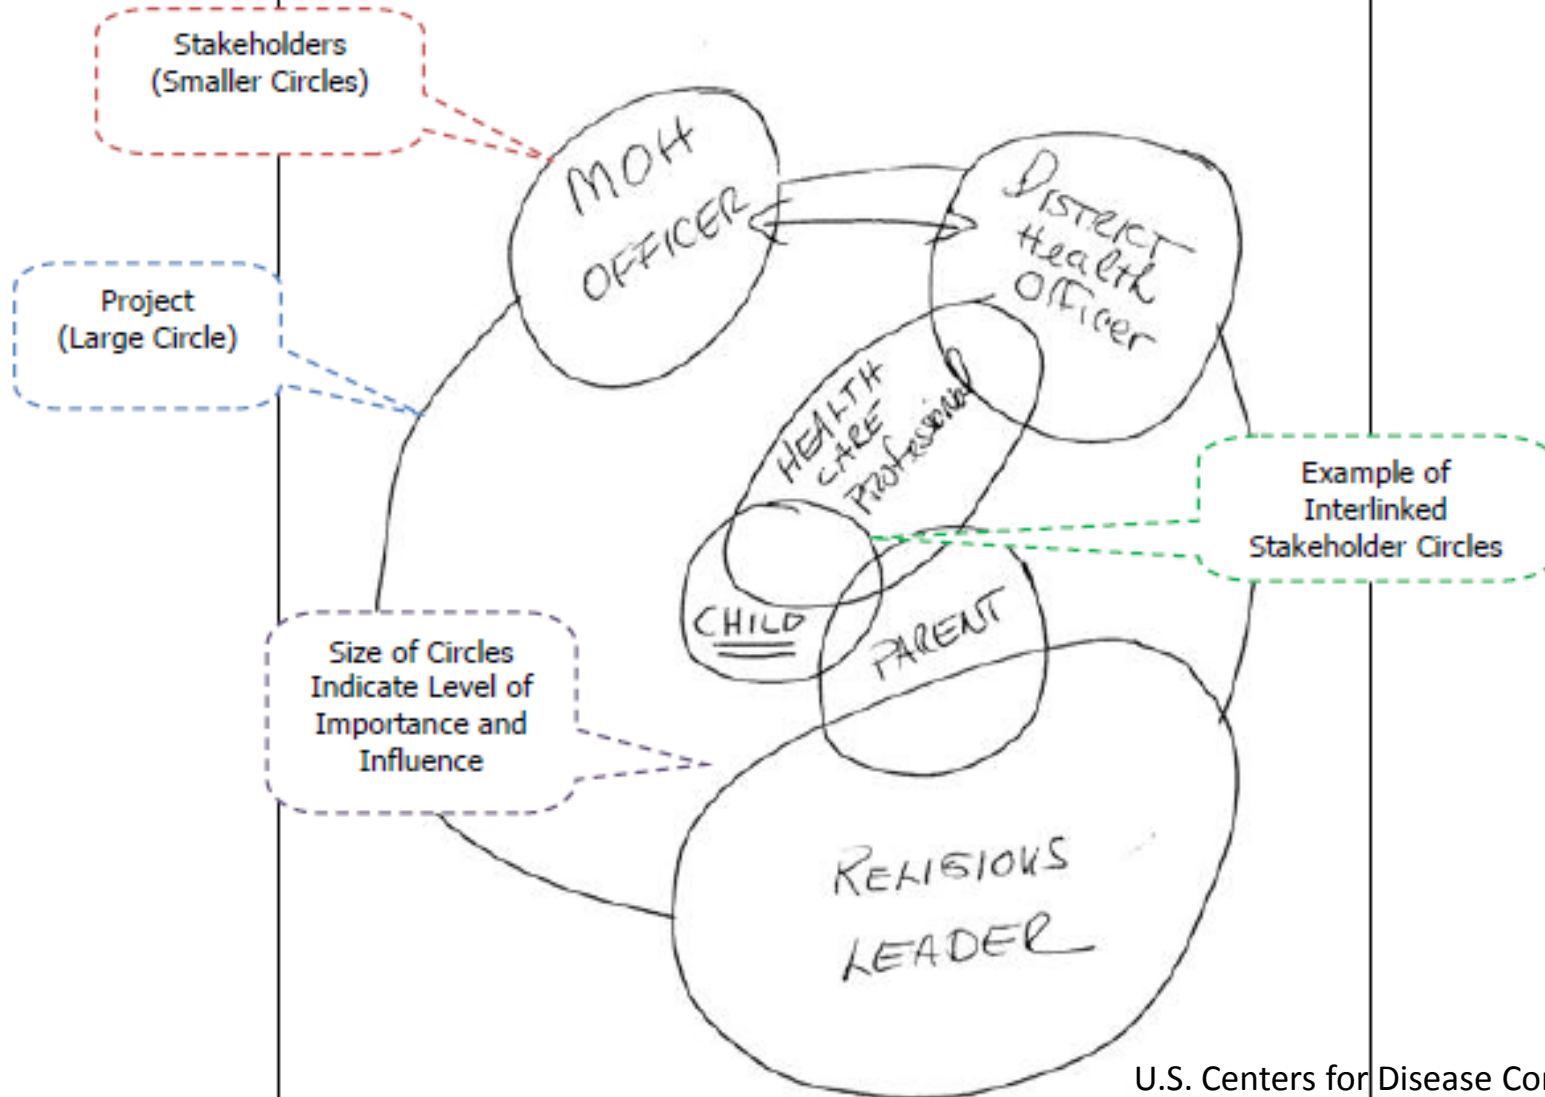 Stakeholders
(Smaller Circles)
MOH
OFFICER
DISTRICT
Health
Officer
Project
(Large Circle)
HEALTH
CARE
Professional
Example of
Interlinked
Stakeholder Circles
CHILD
PARENT
Size of Circles
Indicate Level of
Importance and
Influence
RELIGIOUS
LEADER
U.S. Centers for Disease Con